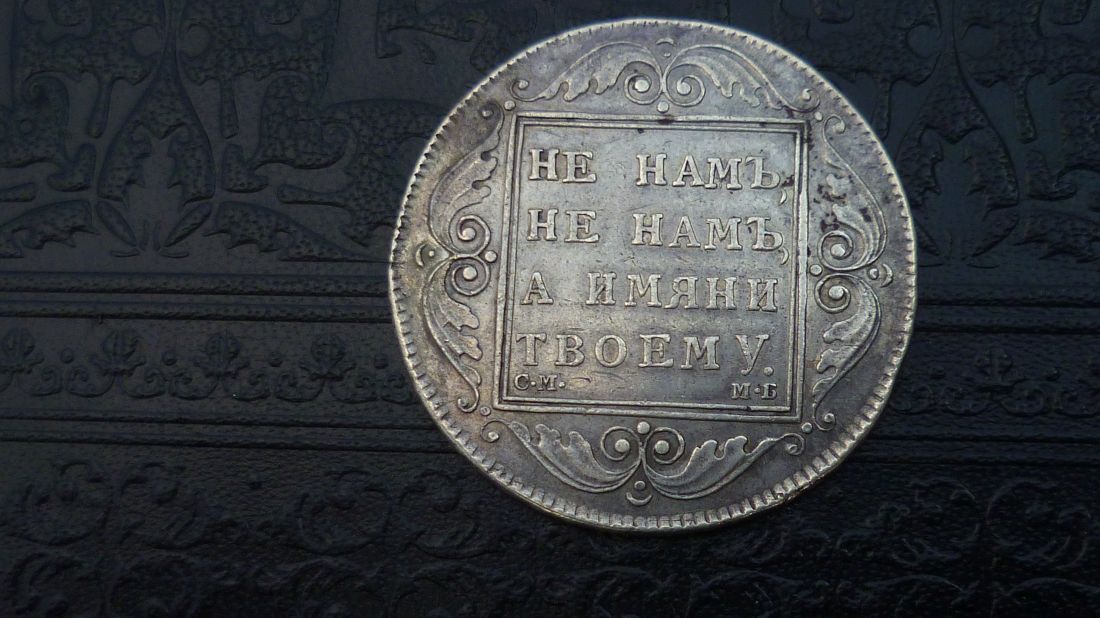 НЕ НАМЪ,
НЕ НАМЪ,
А ИМЯНИ
ТВОЕМУ.
С·М· М·Б